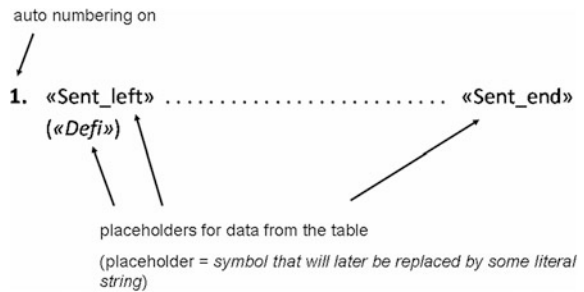 auto numbering on
1. «Sent_left» ............................ «Sent_end»
(«Defi»)
placeholders for data from the table
(placeholder = symbol that will later be replaced by some literal
string)